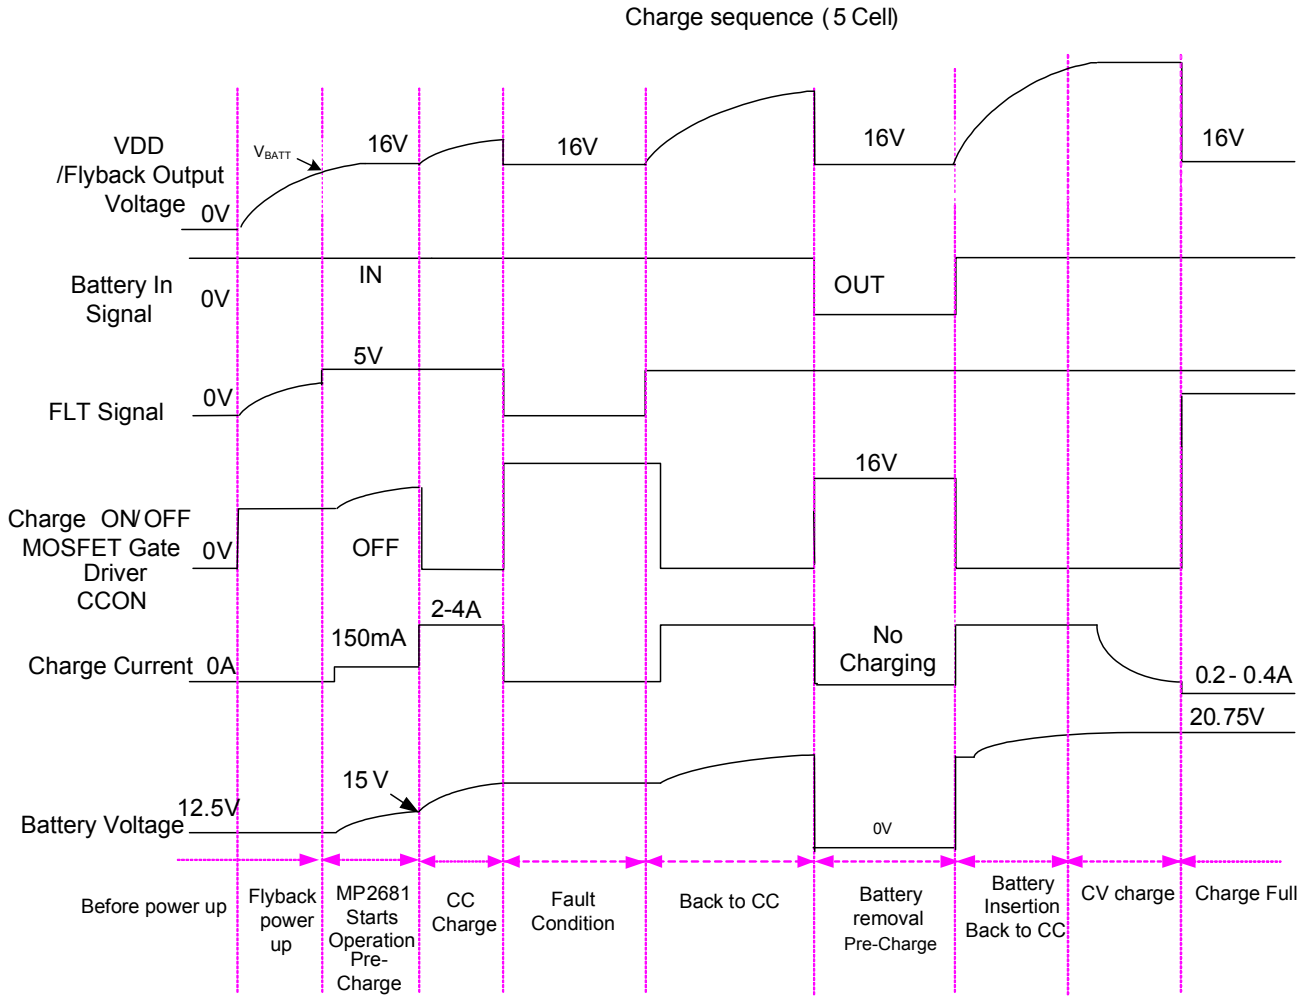 Charge sequence (5 Cell)
VDD
/Flyback Output
Voltage
0V
V BATT
16V
16V
16V
16V
Battery In
Signal
0V
IN
OUT
FLT Signal
0V
5V
Charge ON/OFF
MOSFET Gate
Driver
CCON
0V
OFF
16V
Charge Current 0A
150mA
2-4A
No
Charging
0.2 - 0.4A
Battery Voltage
12.5V
15 V
0V
20.75V
Before power up
Flyback
power
up
MP2681
Starts
Operation
Pre-
Charge
CC
Charge
Fault
Condition
Back to CC
Battery
removal
Pre-Charge
Battery
Insertion
Back to CC
CV charge
Charge Full